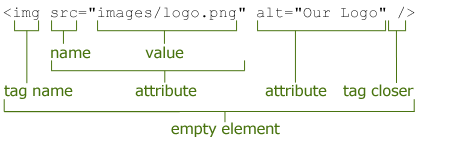 <img src="images/logo.png" alt="Our Logo" />
name value
tag name attribute attribute tag closer
empty element